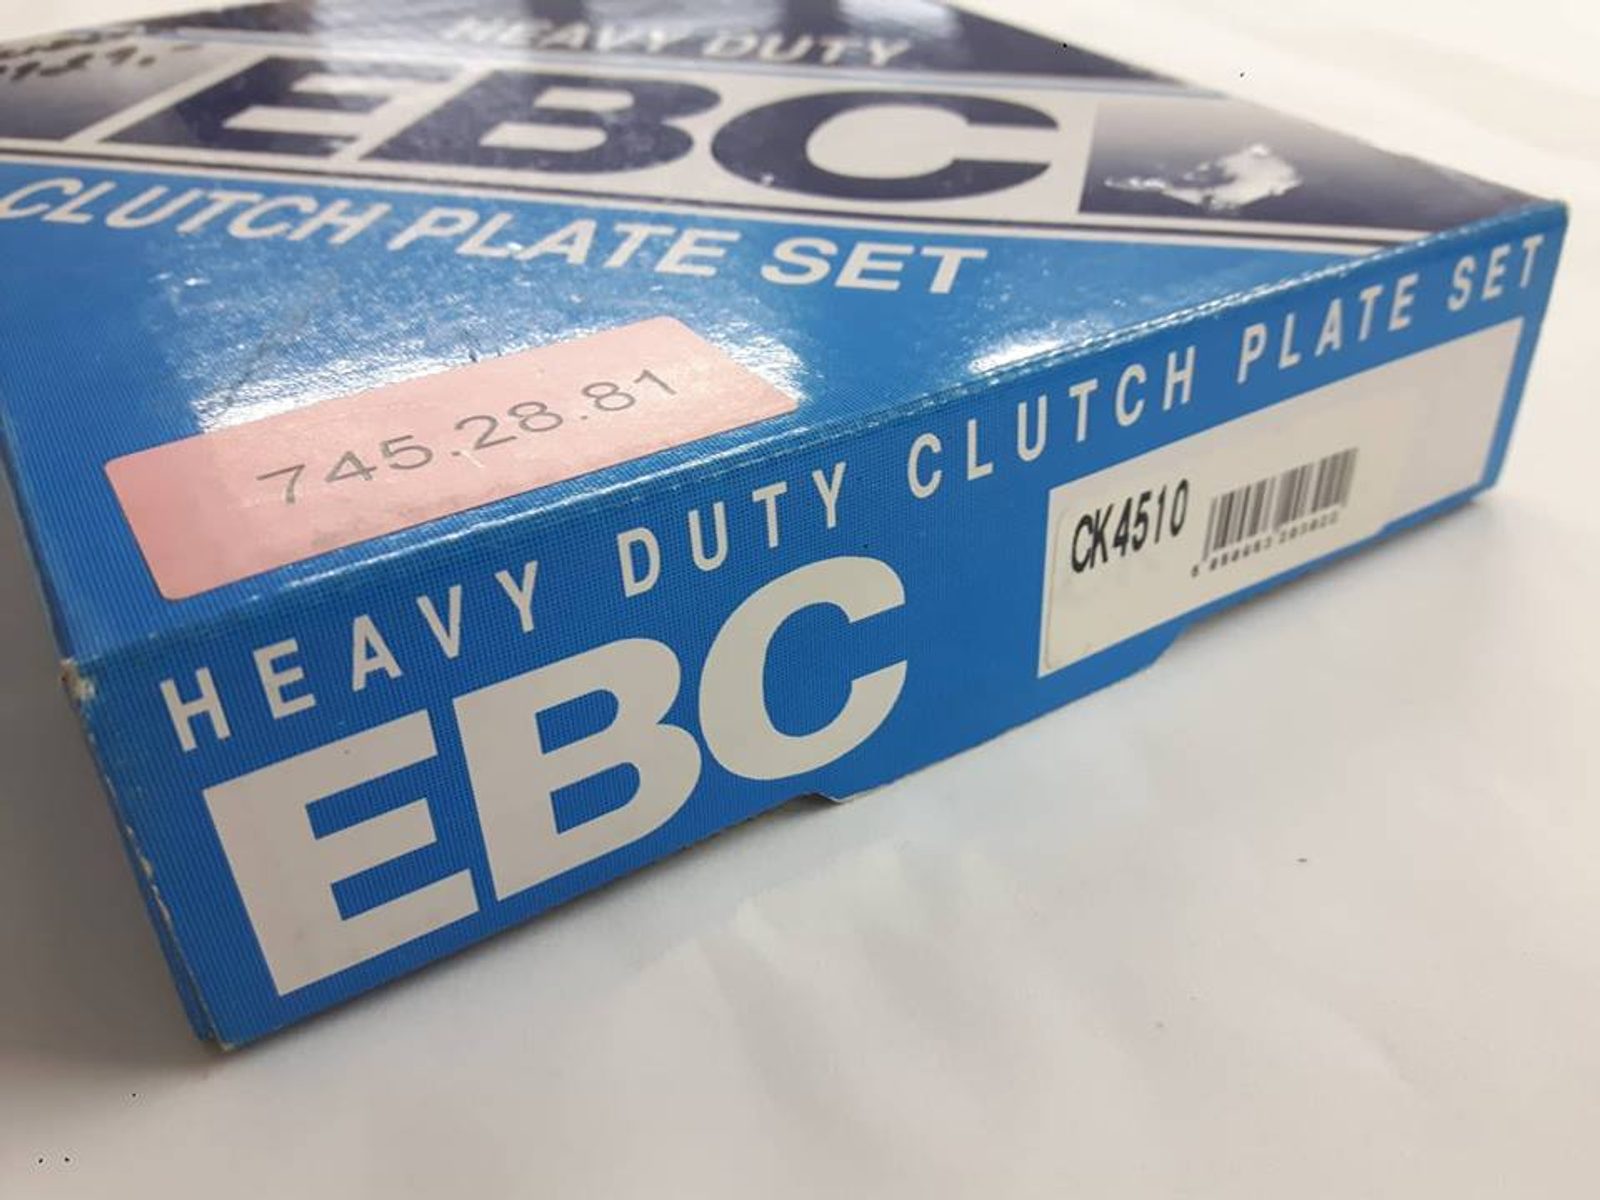 HEAVY DUTY
EBC
CLUTCH PLATE SET
745.28.81
HEAVY DUTY CLUTCH PLATE SET
EBC
CK4510